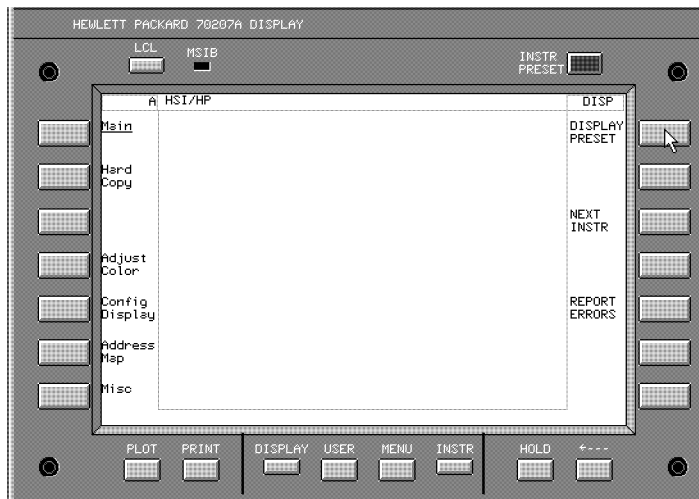 HEWLETT PACKARD 70207A DISPLAY
LCL
MSIB
INSTR
PRESET
A HSI/HP
DISP
Main
DISPLAY
PRESET
Hard
Copy
NEXT
INSTR
Adjust
Color
Config
Display
REPORT
ERRORS
Address
Map
Misc
PLOT PRINT DISPLAY USER MENU INSTR HOLD ←---